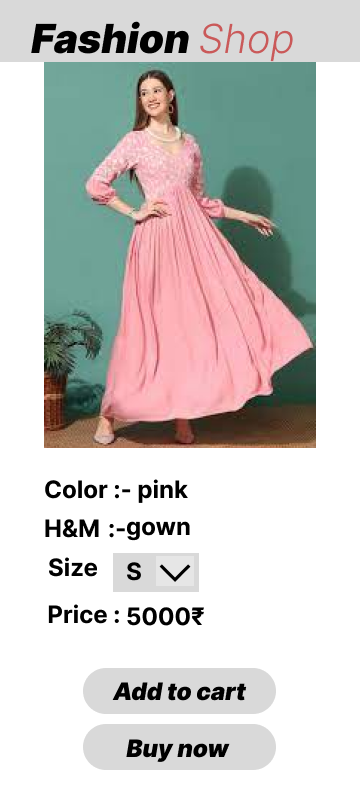 Fashion Shop
Color :- pink
H&M :-gown
Size S
Price : 5000₹
Add to cart
Buy now